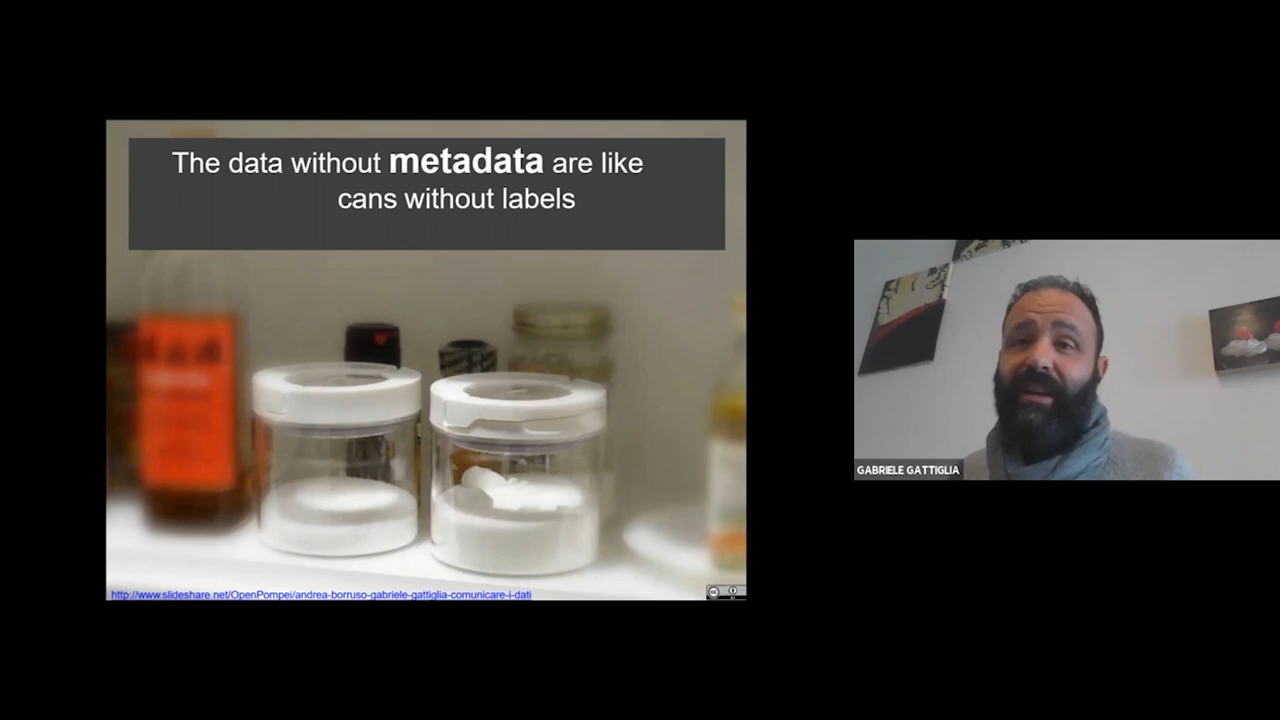 The data without metadata are like
cans without labels
http://www.slideshare.net/OpenPompei/andrea-borruso-gabriele-gattiglia-comunicare-i-dati
GABRIELE GATTIGLIA